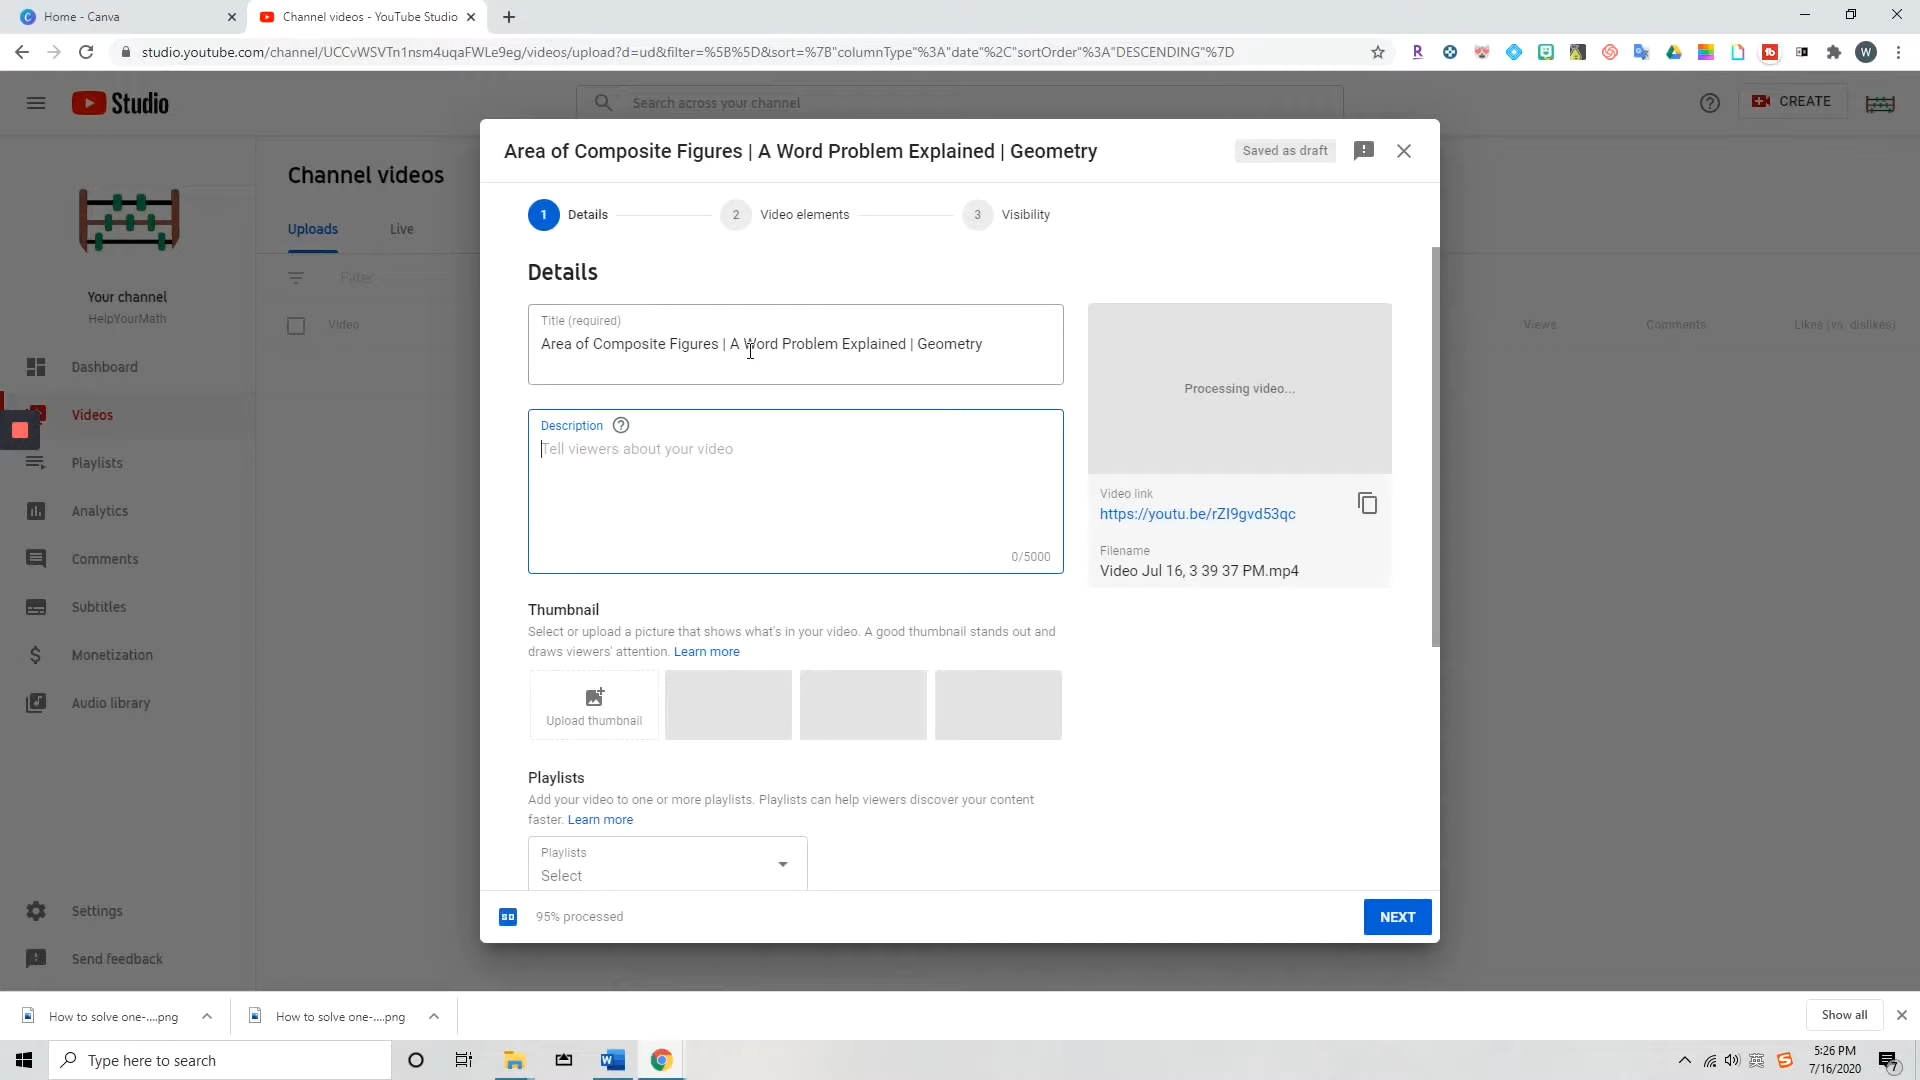 Home - Canva
Channel videos - YouTube Studio
studio.youtube.com/channel/UCCvWSVTn1nsm4uqaFWLe9eg/videos/upload?d=ud&filter=%5B%5D&sort=%7B"columnType"%3A"date"%2C"sortOrder"%3A"DESCENDING"%7D
Studio
Search across your channel
CREATE
Area of Composite Figures | A Word Problem Explained | Geometry
Saved as draft
1 Details
2 Video elements
3 Visibility
Channel videos
Uploads
Live
Filter
Video
Views
Comments
Likes (vs. dislikes)
Your channel
HelpYourMath
Dashboard
Videos
Playlists
Analytics
Comments
Subtitles
Monetization
Audio library
Settings
Send feedback
Details
Title (required)
Area of Composite Figures | A Word Problem Explained | Geometry
Description
Tell viewers about your video
0/5000
Processing video...
Video link
https://youtu.be/rZI9gvd53qc
Filename
Video Jul 16, 3 39 37 PM.mp4
Thumbnail
Select or upload a picture that shows what's in your video. A good thumbnail stands out and
draws viewers' attention. Learn more
Upload thumbnail
Playlists
Add your video to one or more playlists. Playlists can help viewers discover your content
faster. Learn more
Playlists
Select
SD
95% processed
NEXT
How to solve one-....png
How to solve one-....png
Show all
Type here to search
英
5:26 PM
7/16/2020
7